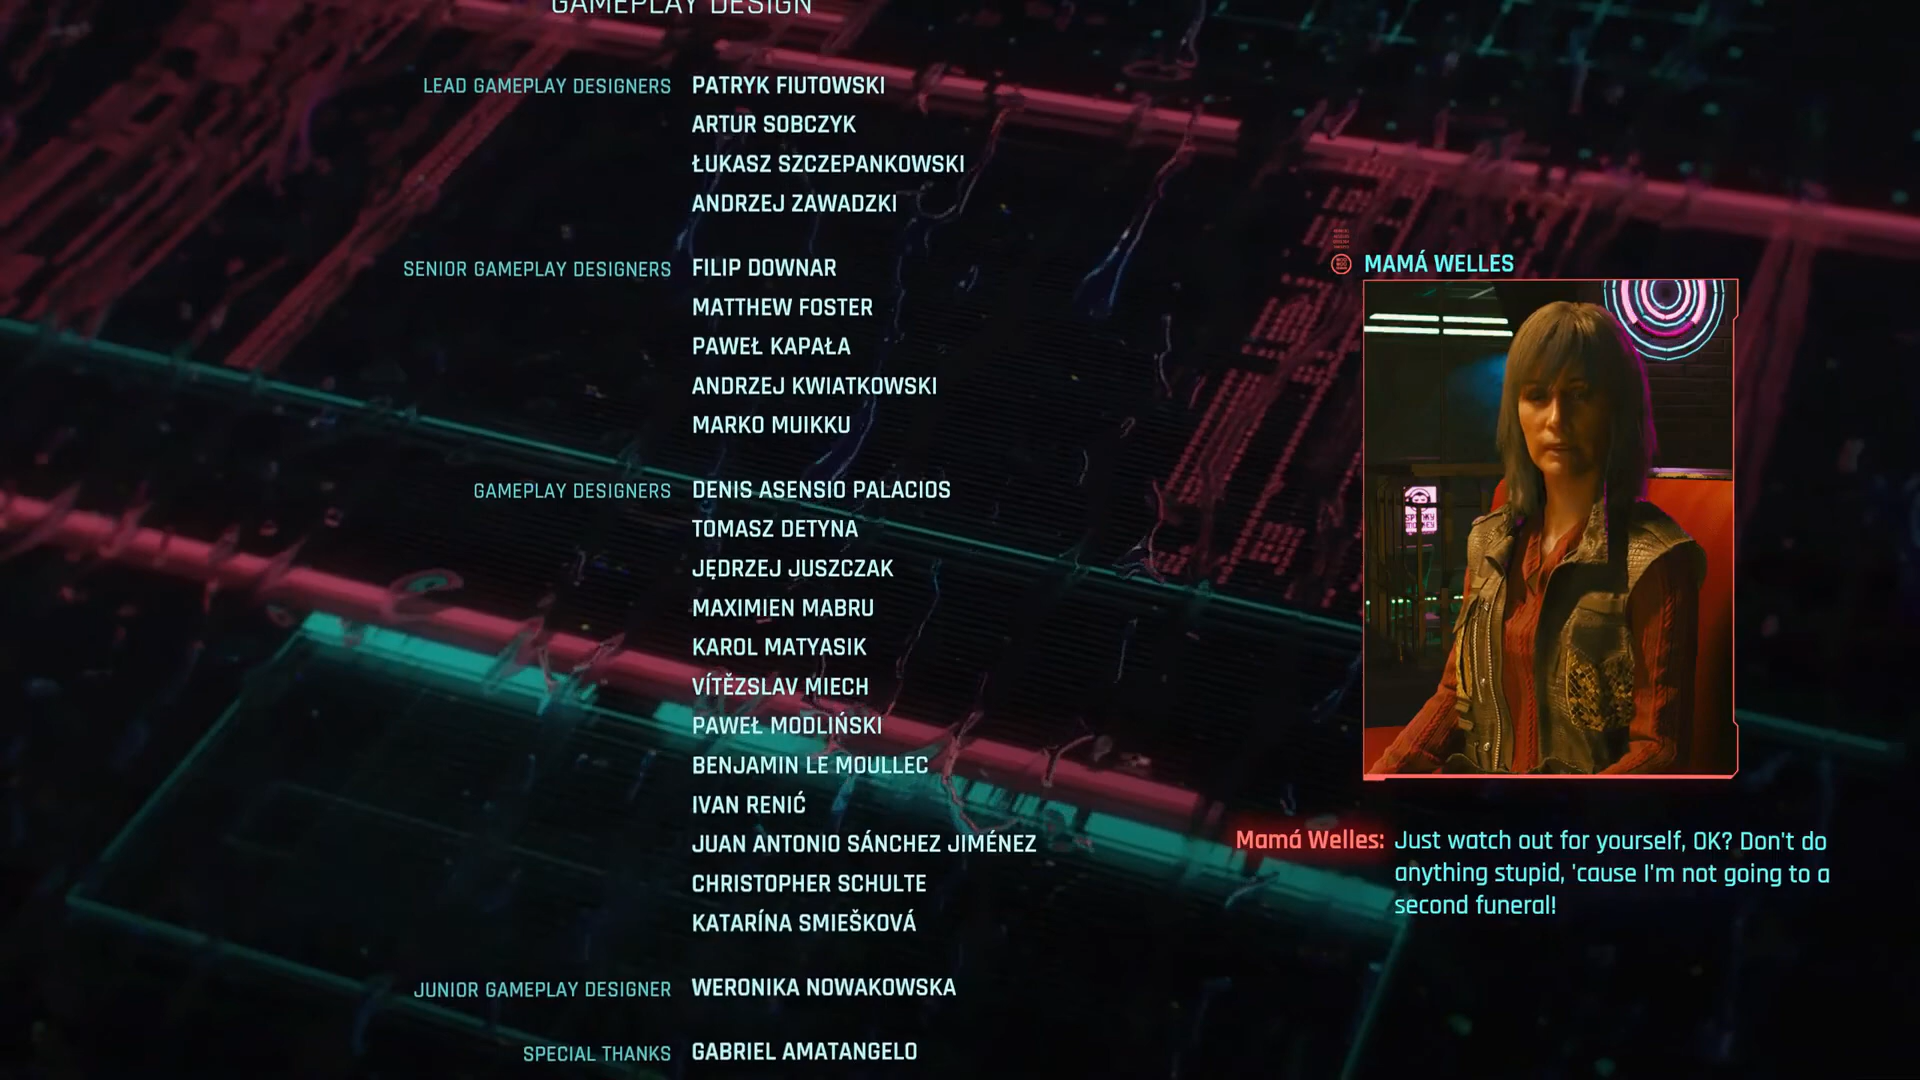 GAMEPLAY DESIGN
LEAD GAMEPLAY DESIGNERS PATRYK FIUTOWSKI
ARTUR SOBCZYK
ŁUKASZ SZCZEPANKOWSKI
ANDRZEJ ZAWADZKI
SENIOR GAMEPLAY DESIGNERS FILIP DOWNAR
MATTHEW FOSTER
PAWEŁ KAPAŁA
ANDRZEJ KWIATKOWSKI
MARKO MUIKKU
GAMEPLAY DESIGNERS DENIS ASENSIO PALACIOS
TOMASZ DETYNA
JĘDRZEJ JUSZCZAK
MAXIMIEN MABRU
KAROL MATYASIK
VÍTĚZSLAV MIECH
PAWEŁ MODLIŃSKI
BENJAMIN LE MOULLEC
IVAN RENIĆ
JUAN ANTONIO SÁNCHEZ JIMÉNEZ
CHRISTOPHER SCHULTE
KATARÍNA SMIEŠKOVÁ
JUNIOR GAMEPLAY DESIGNER WERONIKA NOWAKOWSKA
SPECIAL THANKS GABRIEL AMATANGELO
MAMÁ WELLES
Mamá Welles: Just watch out for yourself, OK? Don't do
anything stupid, 'cause I'm not going to a
second funeral!